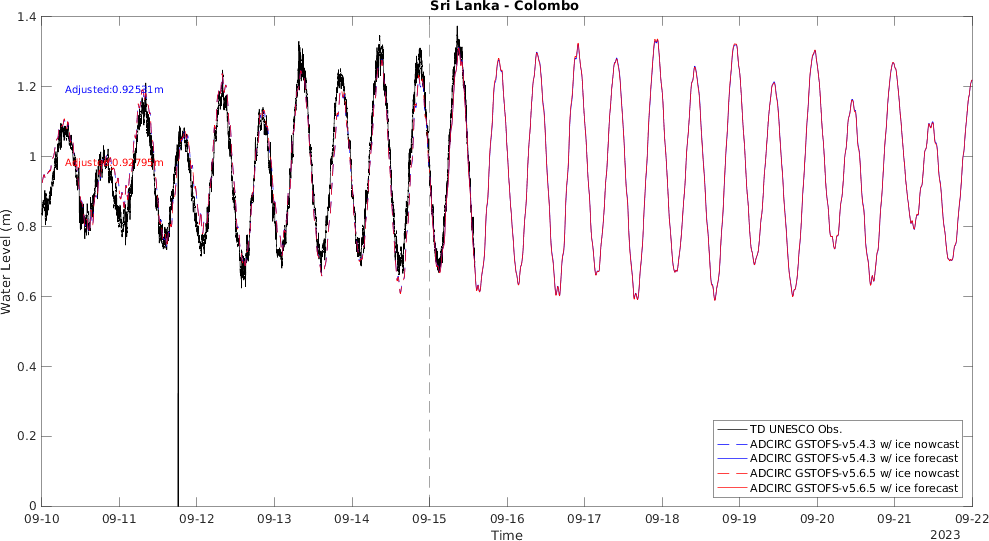 Sri Lanka - Colombo
1.4
1.2
1
0.8
0.6
0.4
0.2
0
Water Level (m)
Adjusted:0.92521m
Adjusted:0.92795m
TD UNESCO Obs.
ADCIRC GSTOFS-v5.4.3 w/ ice nowcast
ADCIRC GSTOFS-v5.4.3 w/ ice forecast
ADCIRC GSTOFS-v5.6.5 w/ ice nowcast
ADCIRC GSTOFS-v5.6.5 w/ ice forecast
09-10 09-11 09-12 09-13 09-14 09-15 09-16 09-17 09-18 09-19 09-20 09-21 09-22
Time
2023